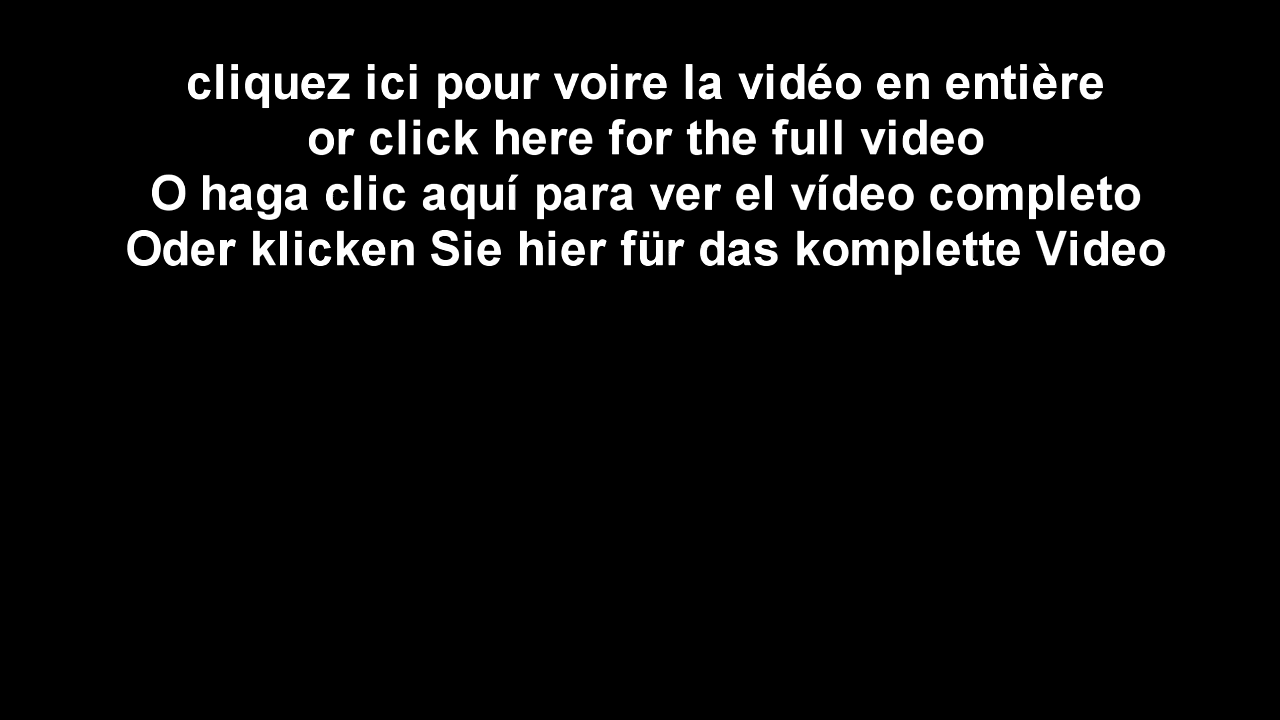 cliquez ici pour voire la vidéo en entière
or click here for the full video
O haga clic aquí para ver el vídeo completo
Oder klicken Sie hier für das komplette Video